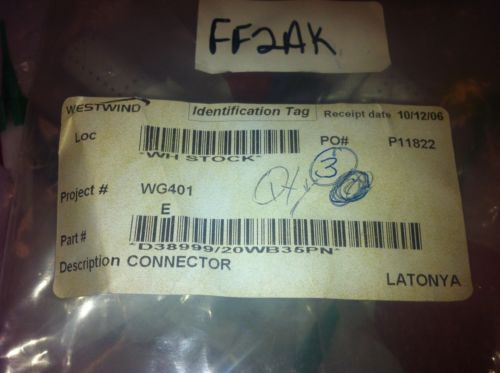 FF2AK
WESTWIND Identification Tag Receipt date 10/12/06
Loc PO# P11822
"WH STOCK"
Qty 3
Project # WG401
E
Part #
"D38999/20WB35PN"
Description CONNECTOR
LATONYA